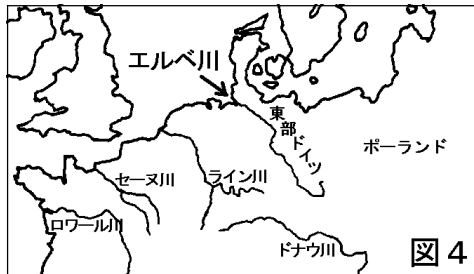 エルベ川
東部ドイツ
ポーランド
セーヌ川
ライン川
ロワール川
ドナウ川
図4